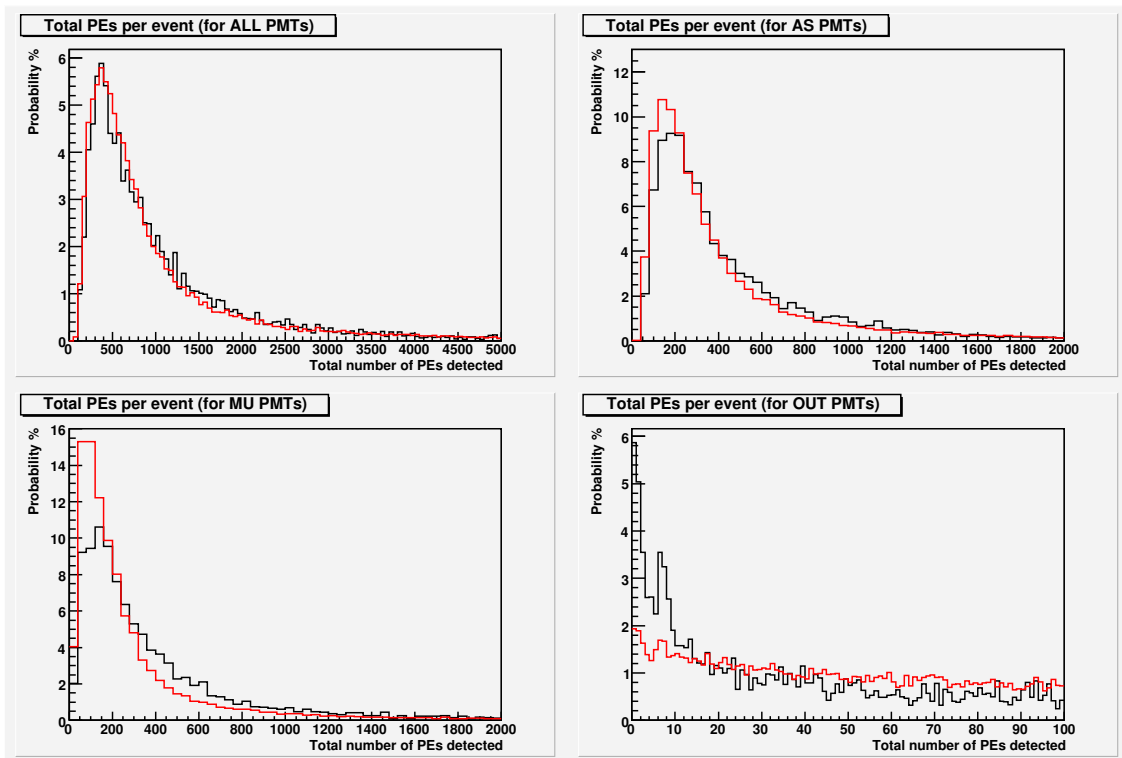 Total PEs per event (for ALL PMTs)
Probability %
6
5
4
3
2
1
0
0 500 1000 1500 2000 2500 3000 3500 4000 4500 5000
Total number of PEs detected
Total PEs per event (for AS PMTs)
Probability %
12
10
8
6
4
2
0
0 200 400 600 800 1000 1200 1400 1600 1800 2000
Total number of PEs detected
Total PEs per event (for MU PMTs)
Probability %
16
14
12
10
8
6
4
2
0
0 200 400 600 800 1000 1200 1400 1600 1800 2000
Total number of PEs detected
Total PEs per event (for OUT PMTs)
Probability %
6
5
4
3
2
1
0
0 10 20 30 40 50 60 70 80 90 100
Total number of PEs detected